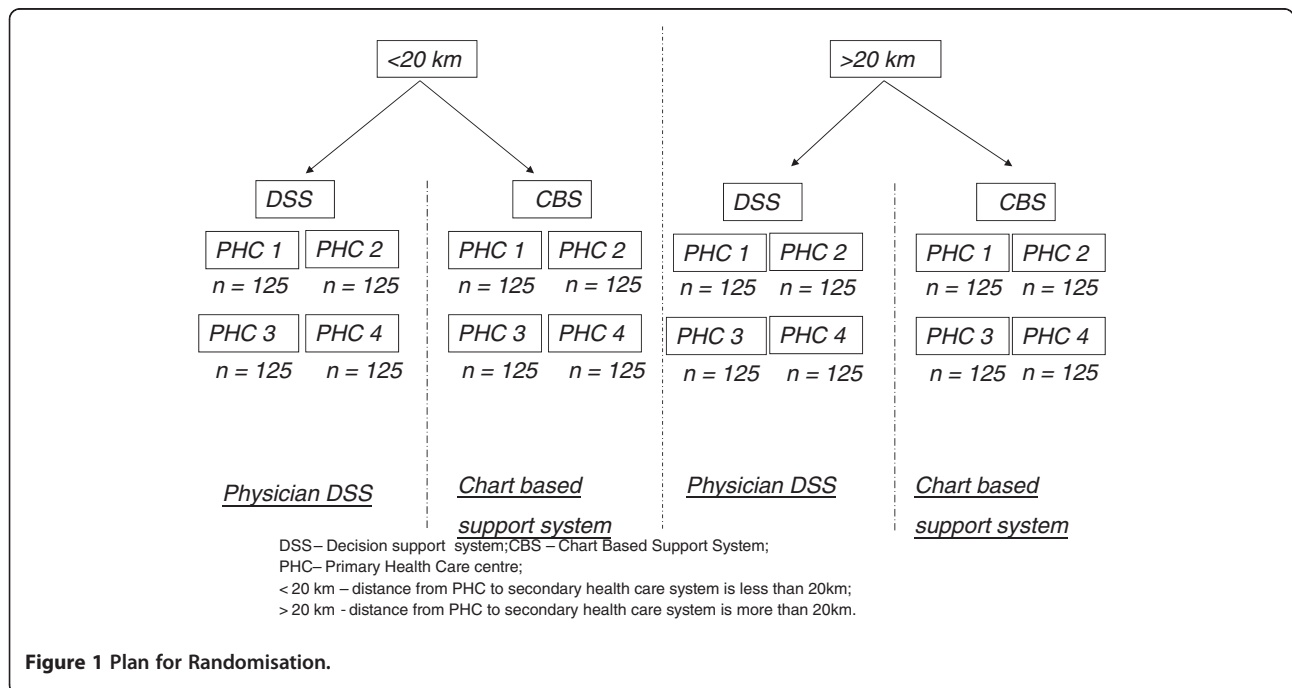 <20 km >20 km
DSS CBS DSS CBS
PHC 1 PHC 2 PHC 1 PHC 2 PHC 1 PHC 2 PHC 1 PHC 2
n = 125 n = 125 n = 125 n = 125 n = 125 n = 125 n = 125 n = 125
PHC 3 PHC 4 PHC 3 PHC 4 PHC 3 PHC 4 PHC 3 PHC 4
n = 125 n = 125 n = 125 n = 125 n = 125 n = 125 n = 125 n = 125
Physician DSS Chart based Physician DSS Chart based
support system support system
DSS– Decision support system;CBS – Chart Based Support System;
PHC– Primary Health Care centre;
< 20 km – distance from PHC to secondary health care system is less than 20km;
> 20 km - distance from PHC to secondary health care system is more than 20km.
Figure 1 Plan for Randomisation.